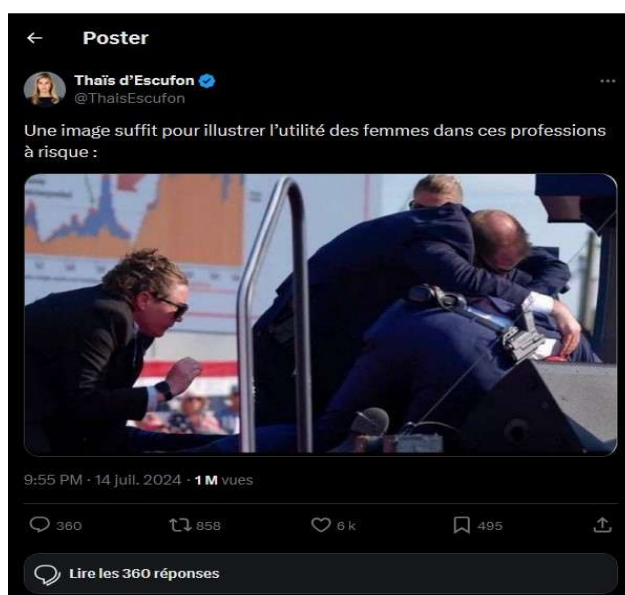 Poster
Thaïs d’Escufon
@ThaisEscufon
Une image suffit pour illustrer l’utilité des femmes dans ces professions
à risque :
9:55 PM · 14 juil. 2024 · 1 M vues
360
858
6 k
495
Lire les 360 réponses